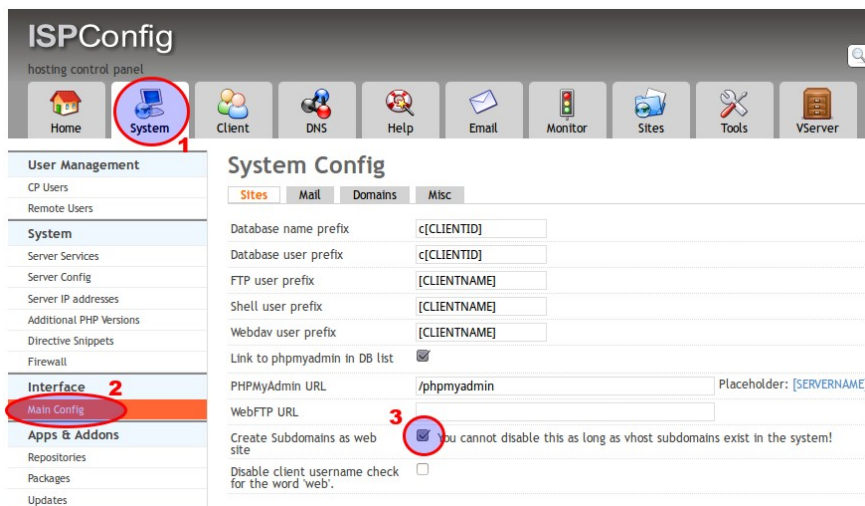 ISPConfig
hosting control panel
Home System Client DNS Help Email Monitor Sites Tools VServer
1
User Management
CP Users
Remote Users
System
Server Services
Server Config
Server IP addresses
Additional PHP Versions
Directive Snippets
Firewall
Interface 2
Main Config
Apps & Addons
Repositories
Packages
Updates
System Config
Sites Mail Domains Misc
Database name prefix c[CLIENTID]
Database user prefix c[CLIENTID]
FTP user prefix [CLIENTNAME]
Shell user prefix [CLIENTNAME]
Webdav user prefix [CLIENTNAME]
Link to phpmyadmin in DB list
PHPMyAdmin URL /phpmyadmin Placeholder: [SERVERNAME]
WebFTP URL
3
Create Subdomains as web You cannot disable this as long as vhost subdomains exist in the system!
site
Disable client username check
for the word 'web'.